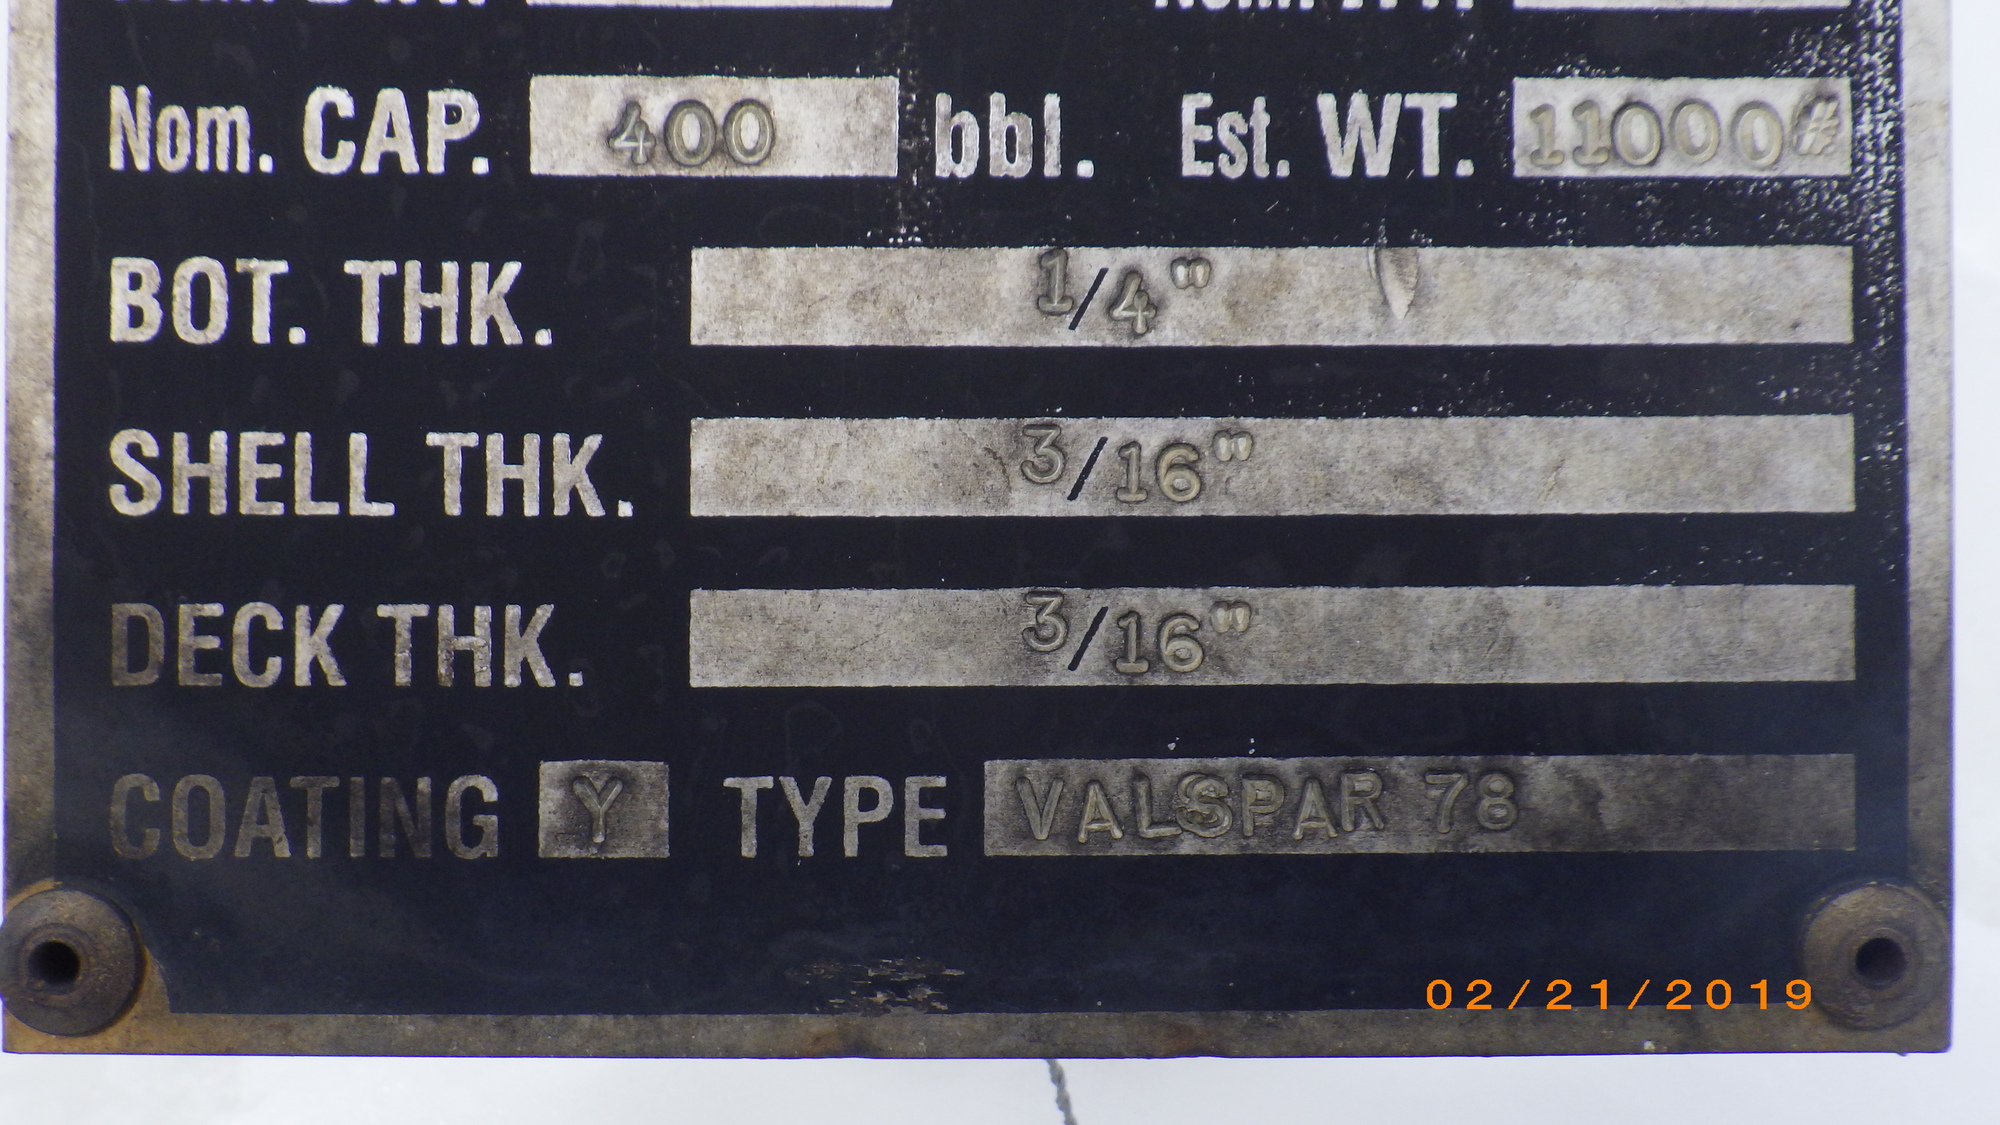 Nom. CAP. 400 bbl. Est. WT. 11000#
BOT. THK. 1/4"
SHELL THK. 3/16"
DECK THK. 3/16"
COATING Y TYPE VALSPAR 78
02/21/2019